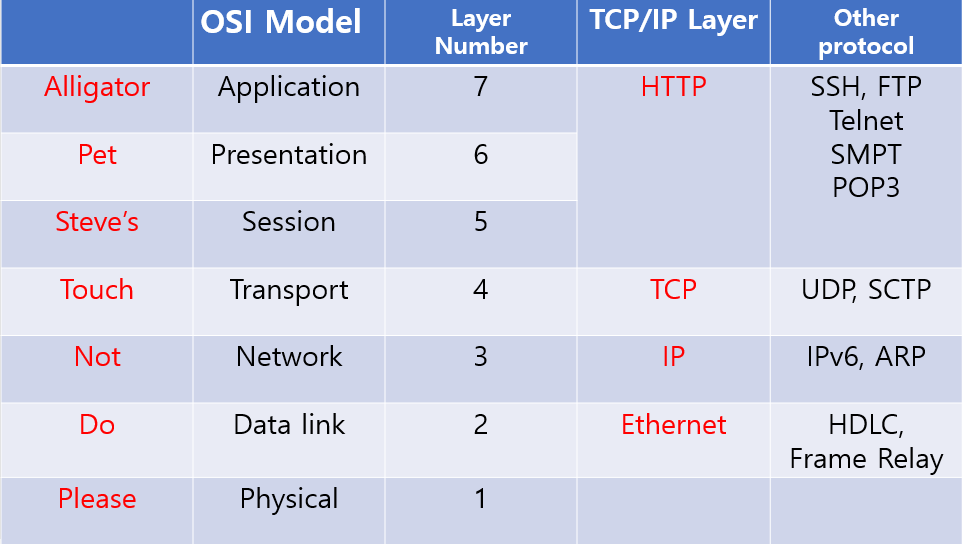 OSI Model Layer Number TCP/IP Layer Other protocol
Alligator Application 7 HTTP SSH, FTP
Telnet
Pet Presentation 6 SMPT
POP3
Steve's Session 5
Touch Transport 4 TCP UDP, SCTP
Not Network 3 IP IPv6, ARP
Do Data link 2 Ethernet HDLC,
Frame Relay
Please Physical 1